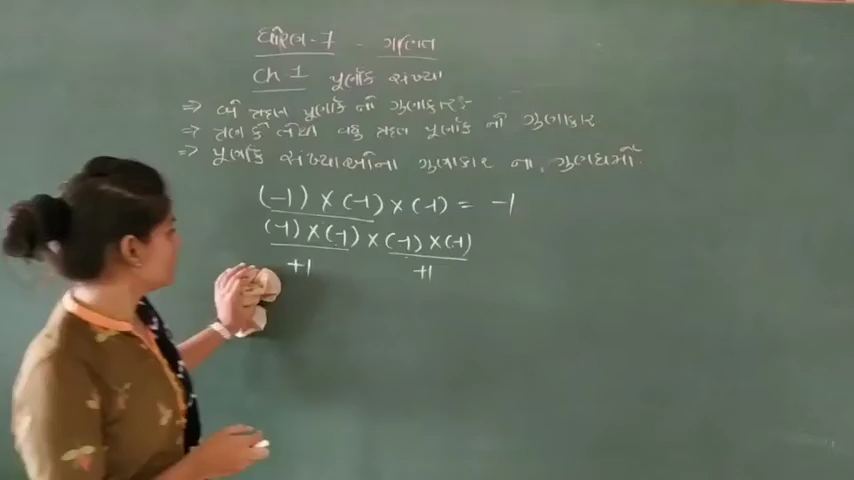 ધોરણ-7 - ગણિત
Ch 1 પૂર્ણાંક સંખ્યા
⇒ બે ઋણ પૂર્ણાંક નો ગુણાકાર :-
⇒ ત્રણ કે તેથી વધુ ઋણ પૂર્ણાંક નો ગુણાકાર
⇒ પૂર્ણાંક સંખ્યાઓના ગુણાકાર ના ગુણધર્મો
(-1) × (-1) × (-1) = -1
(-1) × (-1) × (-1) × (-1)
+1 +1